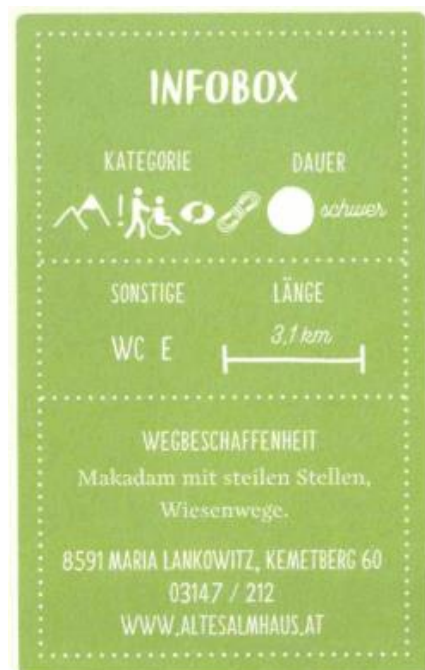 INFOBOX
KATEGORIE DAUER
! schwer
SONSTIGE LÄNGE
WC E 3,1 km
WEGBESCHAFFENHEIT
Makadam mit steilen Stellen,
Wiesenwege.
8591 MARIA LANKOWITZ, KEMETBERG 60
03147 / 212
WWW.ALTESALMHAUS.AT